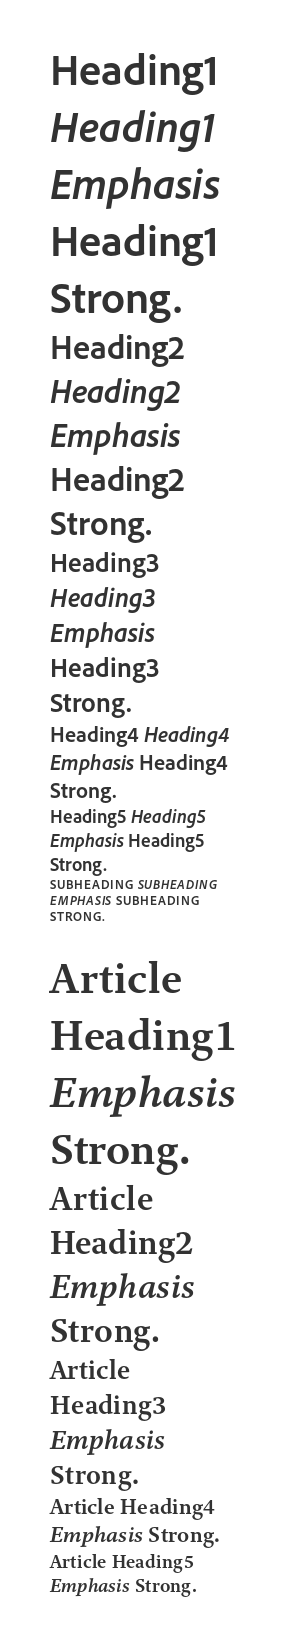 Heading1
Heading1
Emphasis
Heading1
Strong.
Heading2
Heading2
Emphasis
Heading2
Strong.
Heading3
Heading3
Emphasis
Heading3
Strong.
Heading4 Heading4
Emphasis Heading4
Strong.
Heading5 Heading5
Emphasis Heading5
Strong.
SUBHEADING SUBHEADING
EMPHASIS SUBHEADING
STRONG.
Article
Heading1
Emphasis
Strong.
Article
Heading2
Emphasis
Strong.
Article
Heading3
Emphasis
Strong.
Article Heading4
Emphasis Strong.
Article Heading5
Emphasis Strong.